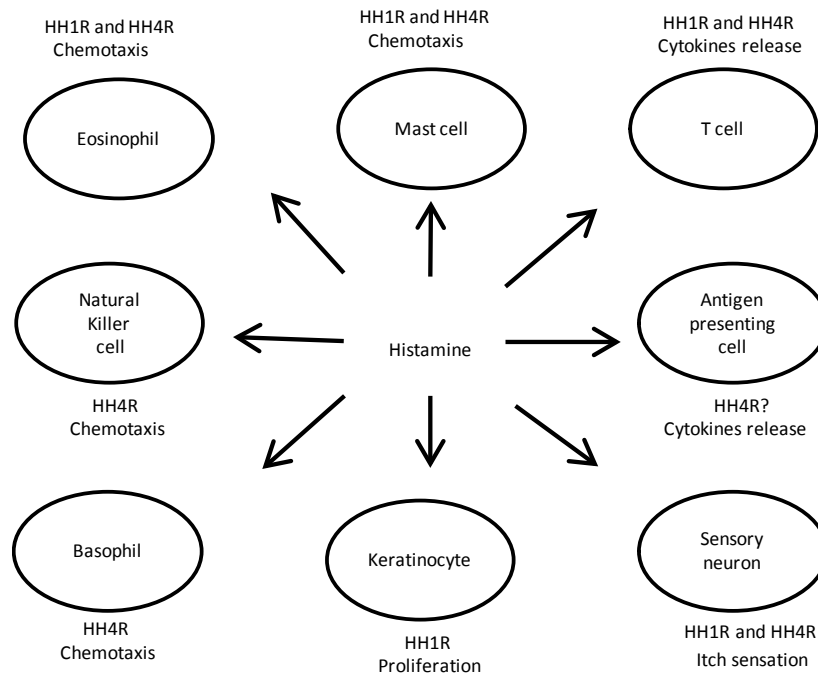 HH1R and HH4R
Chemotaxis
Eosinophil
HH1R and HH4R
Chemotaxis
Mast cell
HH1R and HH4R
Cytokines release
T cell
Natural
Killer
cell
HH4R
Chemotaxis
Histamine
Antigen
presenting
cell
HH4R?
Cytokines release
Basophil
HH4R
Chemotaxis
Keratinocyte
HH1R
Proliferation
Sensory
neuron
HH1R and HH4R
Itch sensation